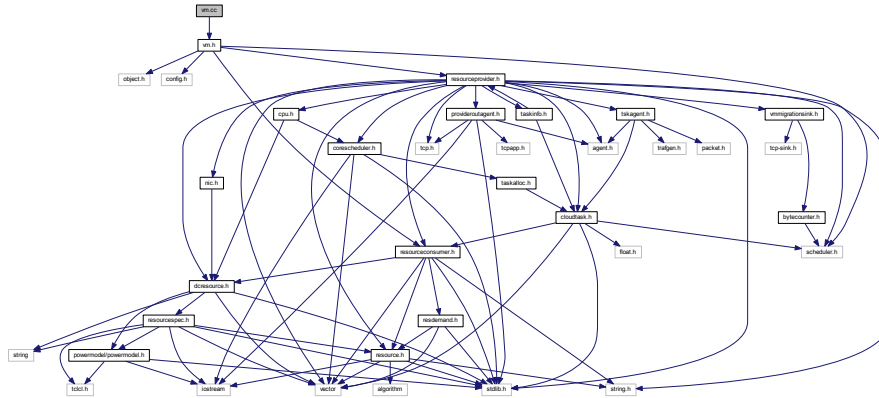 vm.cc
vm.h
object.h
config.h
resourceprovider.h
cpu.h
provideroutagent.h
taskinfo.h
tskagent.h
vmmigrationsink.h
corescheduler.h
tcp.h
tcpapp.h
agent.h
trafgen.h
packet.h
tcp-sink.h
nic.h
taskalloc.h
cloudtask.h
bytecounter.h
resourceconsumer.h
float.h
scheduler.h
dcresource.h
resourcespec.h
resdemand.h
string
powermodel/powermodel.h
resource.h
tclcl.h
iostream
vector
algorithm
stdlib.h
string.h